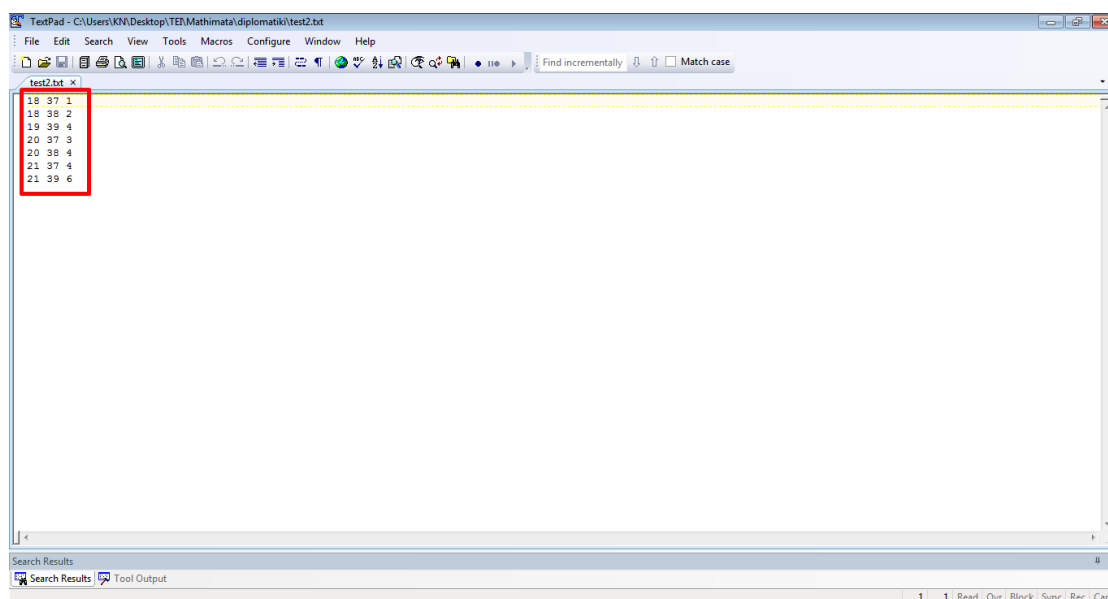 TextPad - C:\Users\KN\Desktop\TEI\Mathimata\diplomatiki\test2.txt
File Edit Search View Tools Macros Configure Window Help
Find incrementally Match case
test2.txt
18 37 1
18 38 2
19 39 4
20 37 3
20 38 4
21 37 4
21 39 6
Search Results
Search Results Tool Output
1 1 Read Ovr Block Sync Rec Cap